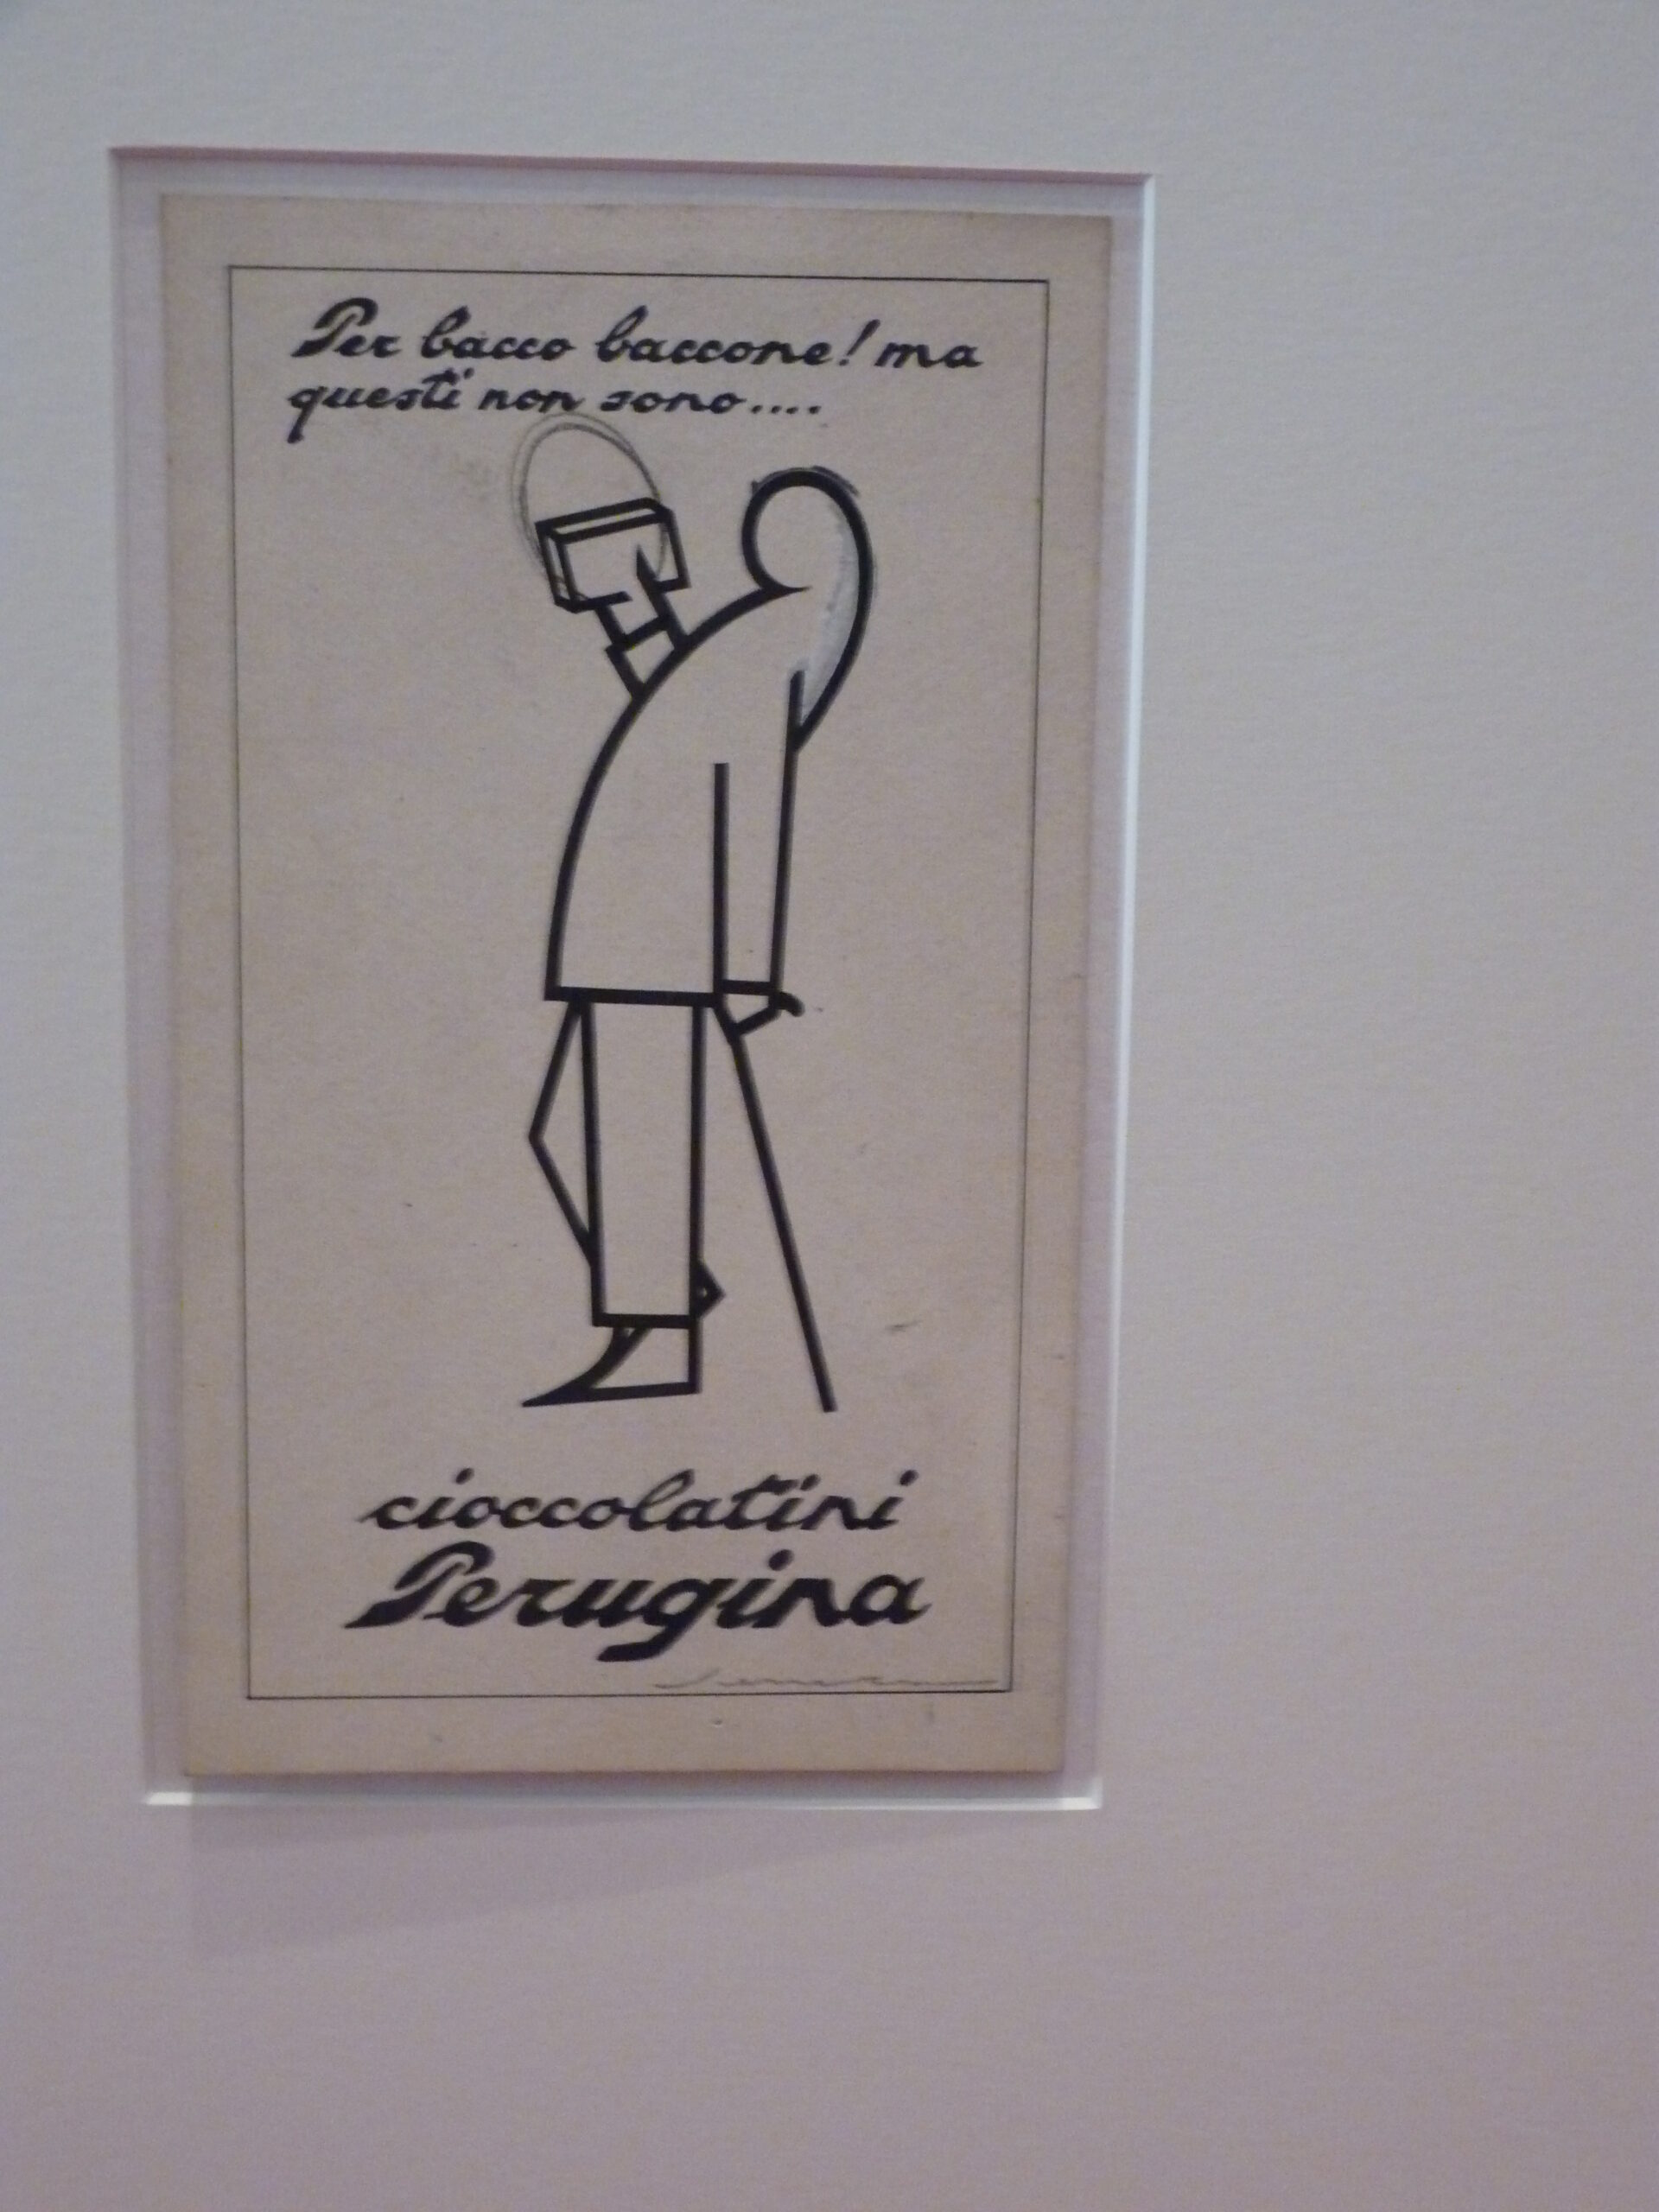 Per bacco baccone! ma
questi non sono....
cioccolatini
Perugina